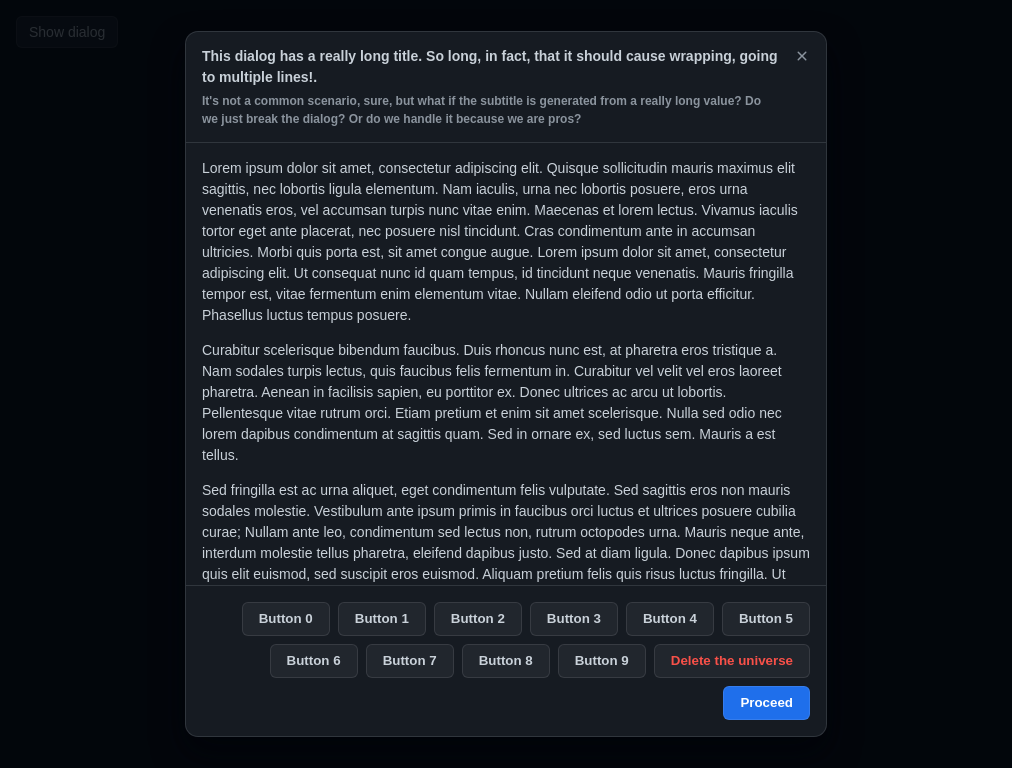 Show dialog
This dialog has a really long title. So long, in fact, that it should cause wrapping, going
to multiple lines!.
It's not a common scenario, sure, but what if the subtitle is generated from a really long value? Do
we just break the dialog? Or do we handle it because we are pros?
Lorem ipsum dolor sit amet, consectetur adipiscing elit. Quisque sollicitudin mauris maximus elit
sagittis, nec lobortis ligula elementum. Nam iaculis, urna nec lobortis posuere, eros urna
venenatis eros, vel accumsan turpis nunc vitae enim. Maecenas et lorem lectus. Vivamus iaculis
tortor eget ante placerat, nec posuere nisl tincidunt. Cras condimentum ante in accumsan
ultricies. Morbi quis porta est, sit amet congue augue. Lorem ipsum dolor sit amet, consectetur
adipiscing elit. Ut consequat nunc id quam tempus, id tincidunt neque venenatis. Mauris fringilla
tempor est, vitae fermentum enim elementum vitae. Nullam eleifend odio ut porta efficitur.
Phasellus luctus tempus posuere.
Curabitur scelerisque bibendum faucibus. Duis rhoncus nunc est, at pharetra eros tristique a.
Nam sodales turpis lectus, quis faucibus felis fermentum in. Curabitur vel velit vel eros laoreet
pharetra. Aenean in facilisis sapien, eu porttitor ex. Donec ultrices ac arcu ut lobortis.
Pellentesque vitae rutrum orci. Etiam pretium et enim sit amet scelerisque. Nulla sed odio nec
lorem dapibus condimentum at sagittis quam. Sed in ornare ex, sed luctus sem. Mauris a est
tellus.
Sed fringilla est ac urna aliquet, eget condimentum felis vulputate. Sed sagittis eros non mauris
sodales molestie. Vestibulum ante ipsum primis in faucibus orci luctus et ultrices posuere cubilia
curae; Nullam ante leo, condimentum sed lectus non, rutrum octopodes urna. Mauris neque ante,
interdum molestie tellus pharetra, eleifend dapibus justo. Sed at diam ligula. Donec dapibus ipsum
quis elit euismod, sed suscipit eros euismod. Aliquam pretium felis quis risus luctus fringilla. Ut
Button 0 Button 1 Button 2 Button 3 Button 4 Button 5
Button 6 Button 7 Button 8 Button 9 Delete the universe
Proceed